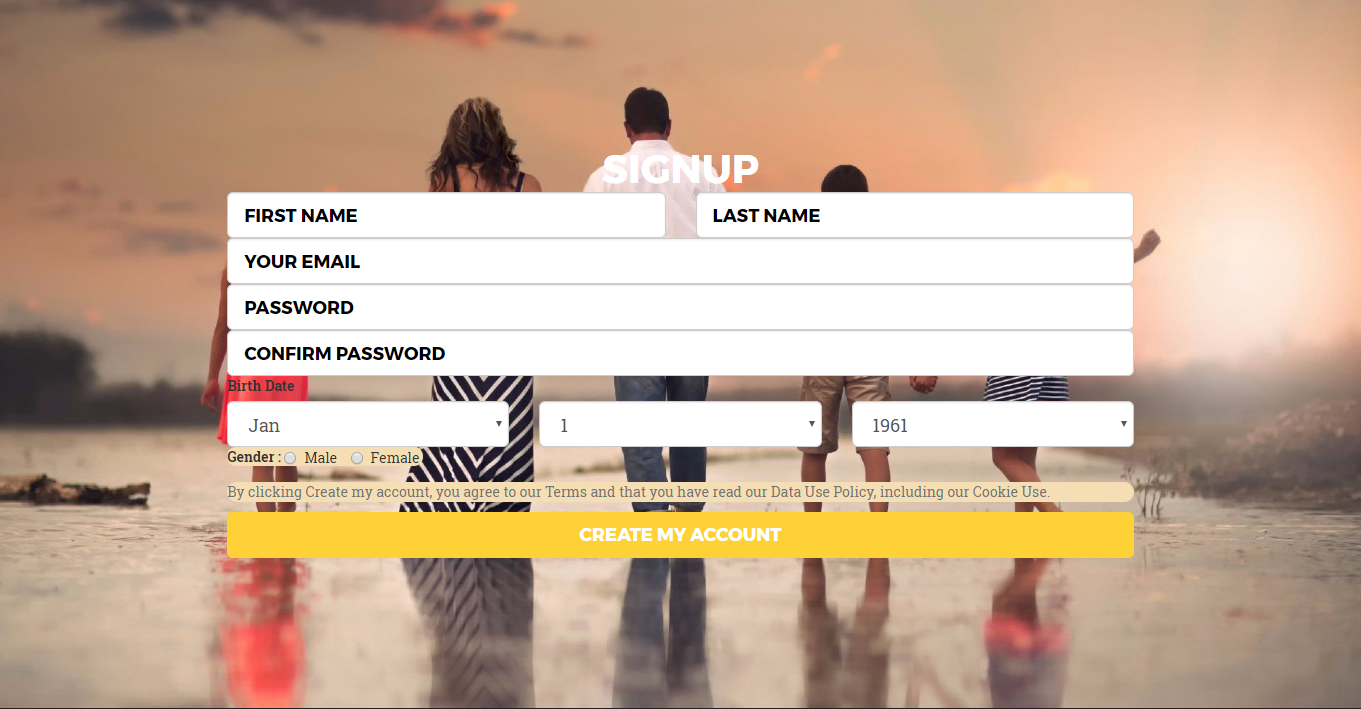 SIGNUP
FIRST NAME LAST NAME
YOUR EMAIL
PASSWORD
CONFIRM PASSWORD
Birth Date
Jan 1 1961
Gender : Male Female
By clicking Create my account, you agree to our Terms and that you have read our Data Use Policy, including our Cookie Use.
CREATE MY ACCOUNT